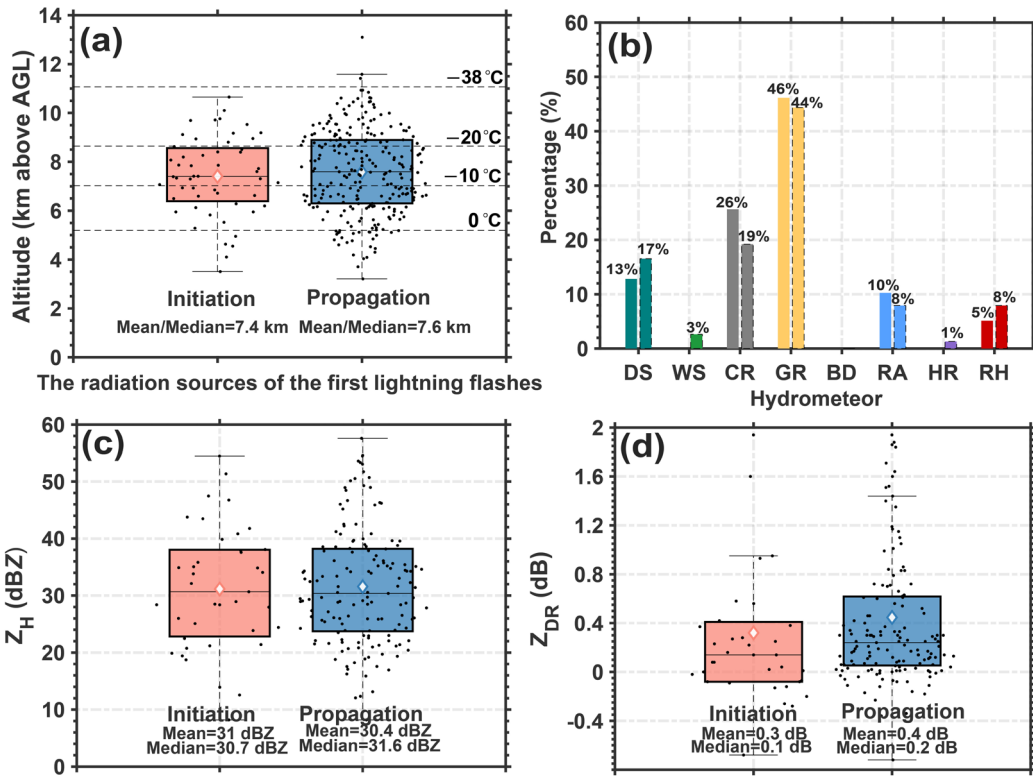 (a)
Altitude (km above AGL)
14
12
10
8
6
4
2
0
−38 °C
−20 °C
−10 °C
0 °C
Initiation
Propagation
Mean/Median=7.4 km
Mean/Median=7.6 km
The radiation sources of the first lightning flashes
(b)
Percentage (%)
60
50
40
30
20
10
0
13%
17%
3%
26%
19%
46%
44%
10%
8%
1%
5%
8%
DS
WS
CR
GR
BD
RA
HR
RH
Hydrometeor
(c)
Z_H (dBZ)
60
50
40
30
20
10
0
Initiation
Mean=31 dBZ
Median=30.7 dBZ
Propagation
Mean=30.4 dBZ
Median=31.6 dBZ
(d)
Z_DR (dB)
2
1.6
1.2
0.8
0.4
0
-0.4
Initiation
Mean=0.3 dB
Median=0.1 dB
Propagation
Mean=0.4 dB
Median=0.2 dB